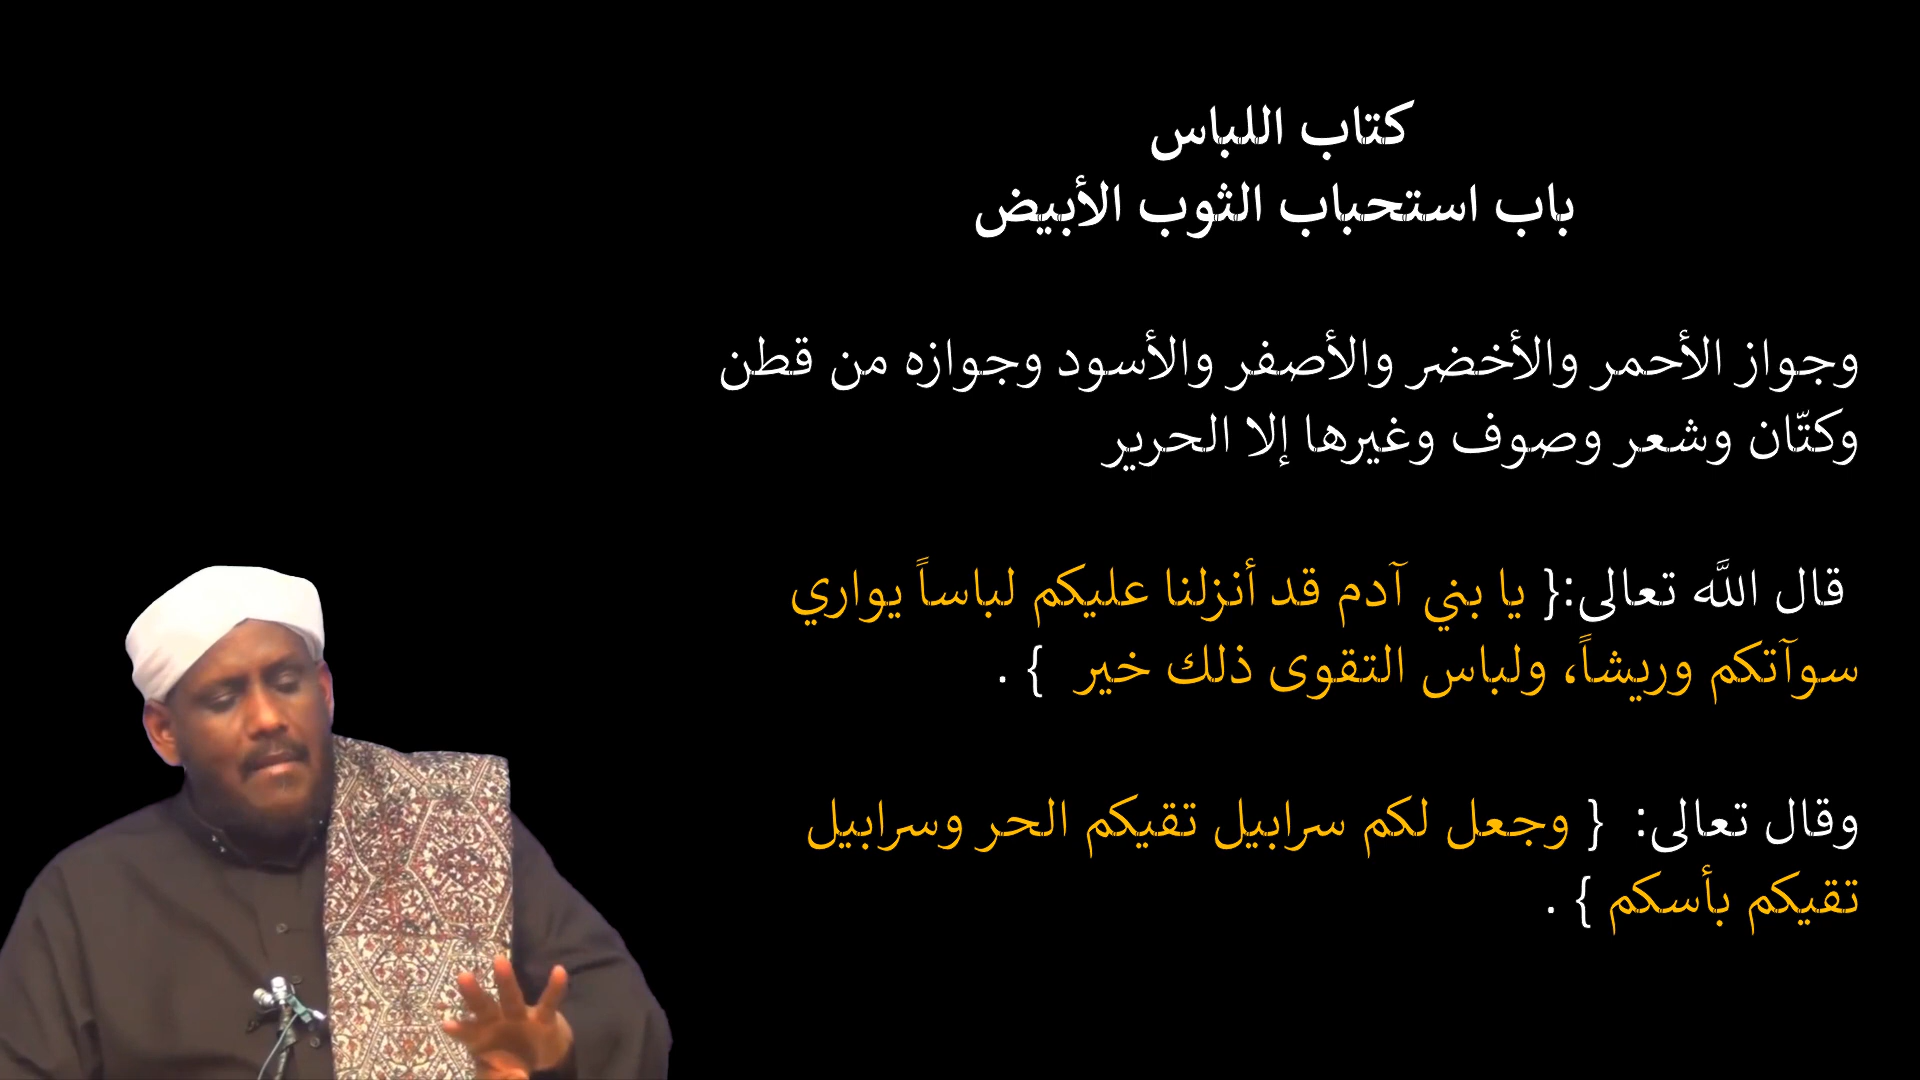 كتاب اللباس
باب استحباب الثوب الأبيض
وجواز الأحمر والأخضر والأصفر والأسود وجوازه من قطن
وكتّان وشعر وصوف وغيرها إلا الحرير
قال اللَّه تعالى:{ يا بني آدم قد أنزلنا عليكم لباساً يواري
سوآتكم وريشاً، ولباس التقوى ذلك خير } .
وقال تعالى: { وجعل لكم سرابيل تقيكم الحر وسرابيل
تقيكم بأسكم } .